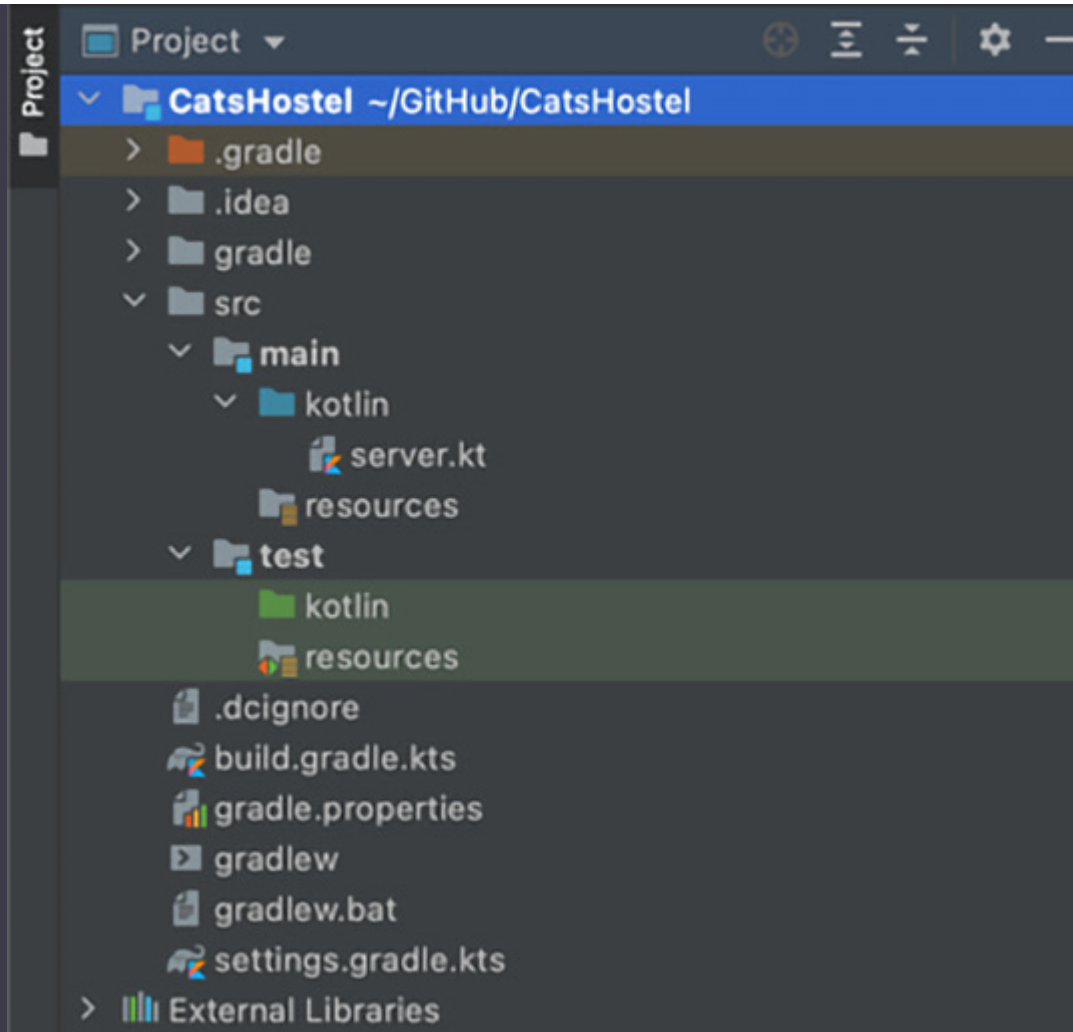 Project
Project
CatsHostel ~/GitHub/CatsHostel
.gradle
.idea
gradle
src
main
kotlin
server.kt
resources
test
kotlin
resources
.dcignore
build.gradle.kts
gradle.properties
gradlew
gradlew.bat
settings.gradle.kts
External Libraries